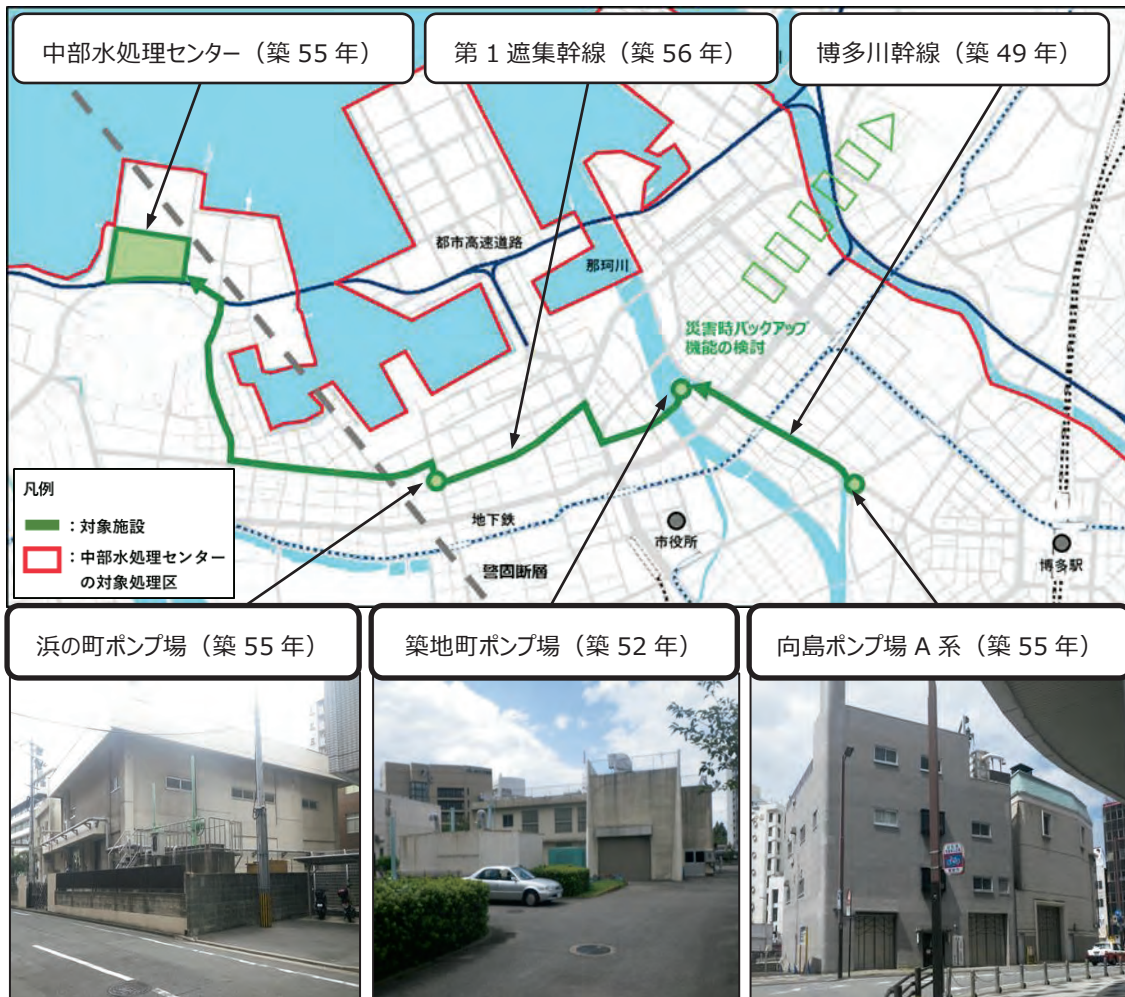 中部水処理センター（築 55 年）
第 1 遮集幹線（築 56 年）
博多川幹線（築 49 年）
都市高速道路
那珂川
災害時バックアップ
機能の検討
地下鉄
市役所
警固断層
博多駅
凡例
：対象施設
：中部水処理センター
の対象処理区
浜の町ポンプ場（築 55 年）
築地町ポンプ場（築 52 年）
向島ポンプ場 A 系（築 55 年）